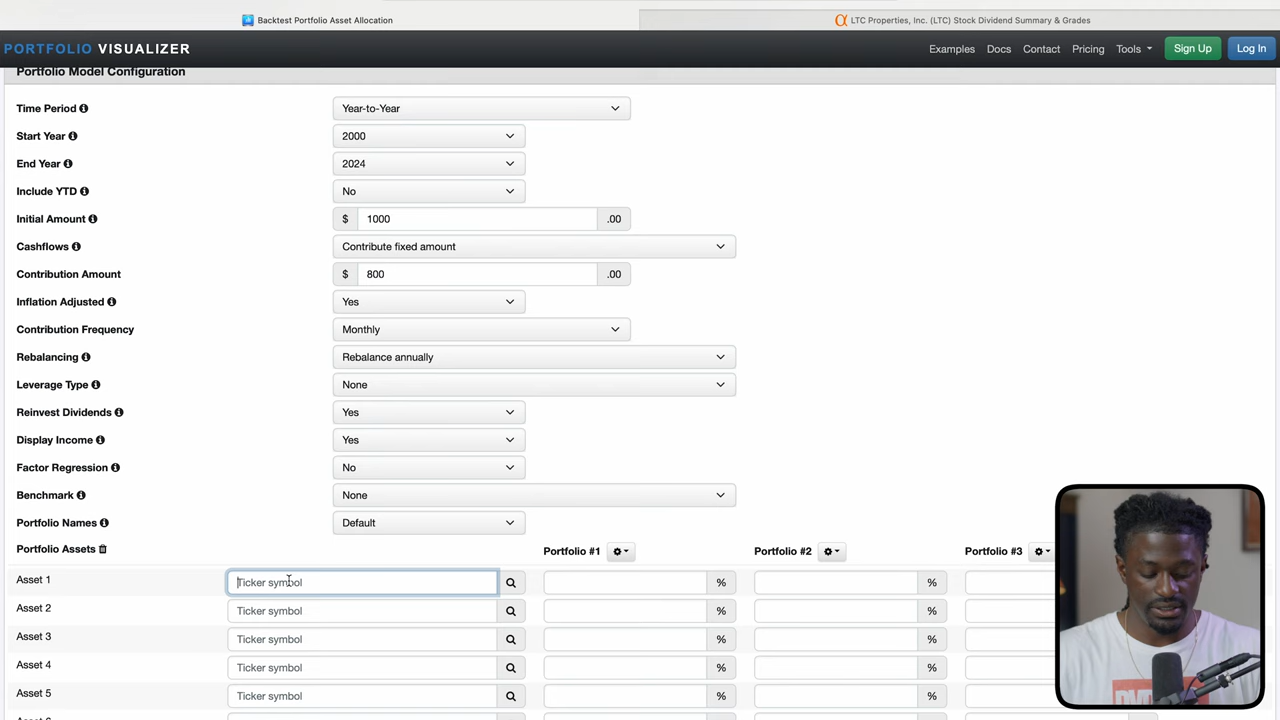 Backtest Portfolio Asset Allocation
LTC Properties, Inc. (LTC) Stock Dividend Summary & Grades
PORTFOLIO VISUALIZER
Examples Docs Contact Pricing Tools Sign Up Log In
Portfolio Model Configuration
Time Period Year-to-Year
Start Year 2000
End Year 2024
Include YTD No
Initial Amount $ 1000 .00
Cashflows Contribute fixed amount
Contribution Amount $ 800 .00
Inflation Adjusted Yes
Contribution Frequency Monthly
Rebalancing Rebalance annually
Leverage Type None
Reinvest Dividends Yes
Display Income Yes
Factor Regression No
Benchmark None
Portfolio Names Default
Portfolio Assets Portfolio #1 Portfolio #2 Portfolio #3
Asset 1 Ticker symbol % %
Asset 2 Ticker symbol % %
Asset 3 Ticker symbol % %
Asset 4 Ticker symbol % %
Asset 5 Ticker symbol % %